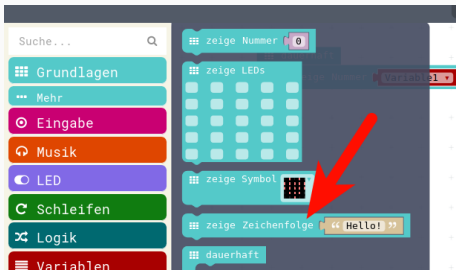 Suche...
Grundlagen
Mehr
Eingabe
Musik
LED
Schleifen
Logik
Variablen
zeige Nummer 0
zeige LEDs
Variable1
zeige Symbol
zeige Zeichenfolge “ Hello! ”
dauerhaft